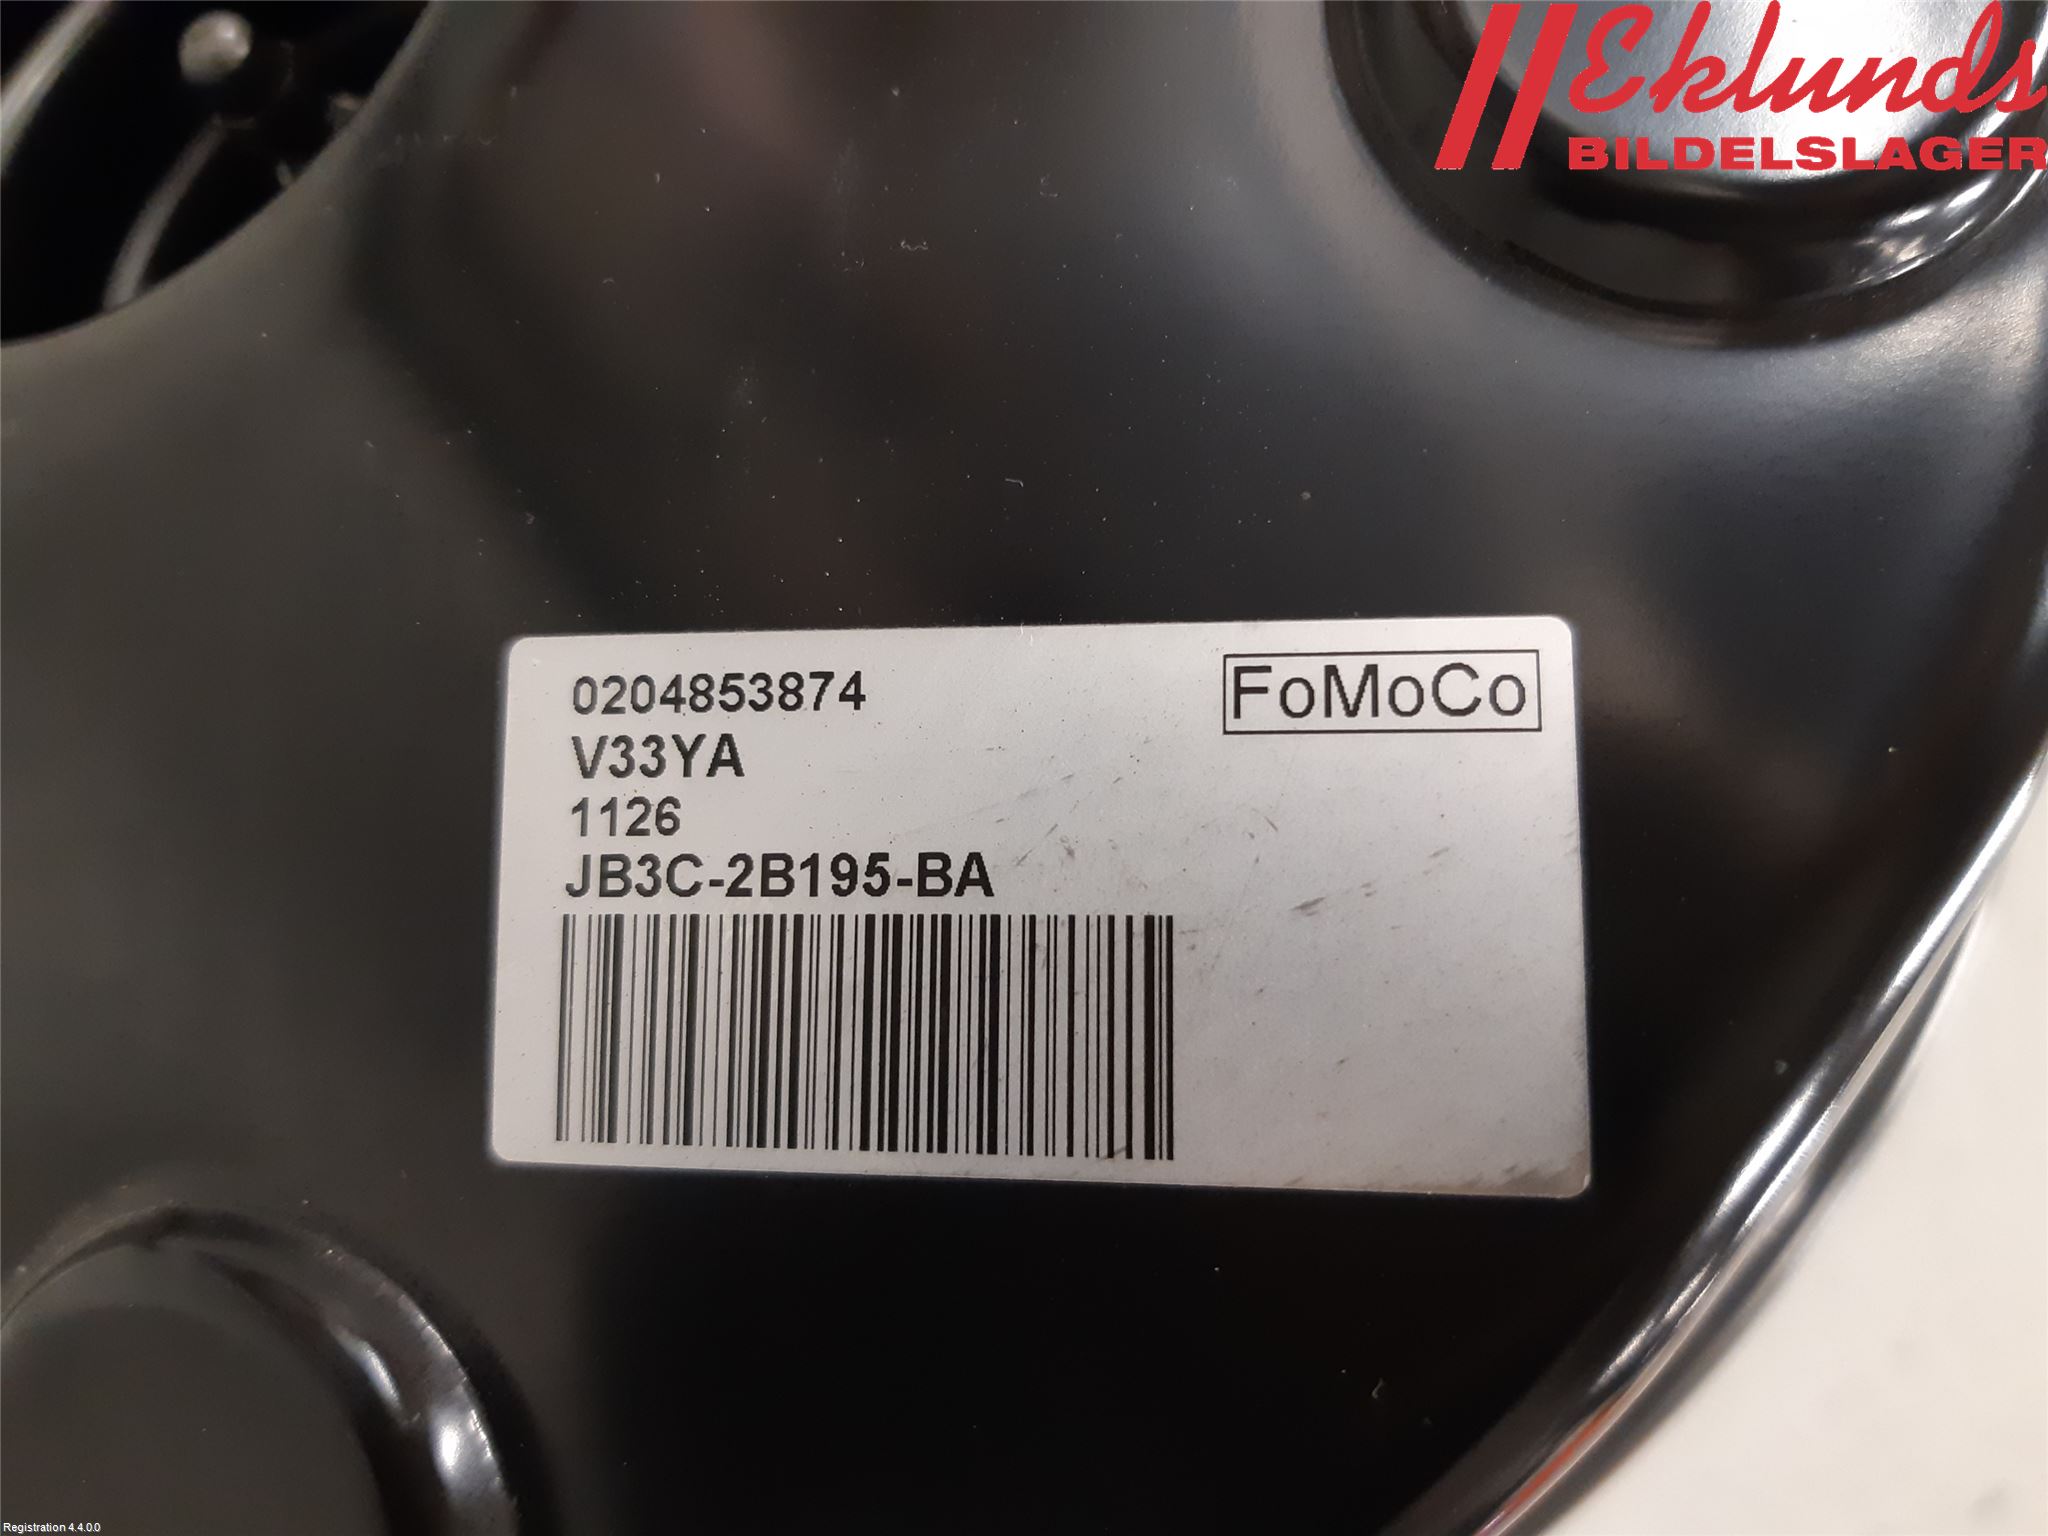 Eklunds
BILDELSLAGER
0204853874
FoMoCo
V33YA
1126
JB3C-2B195-BA
Registration 4.4.0.0